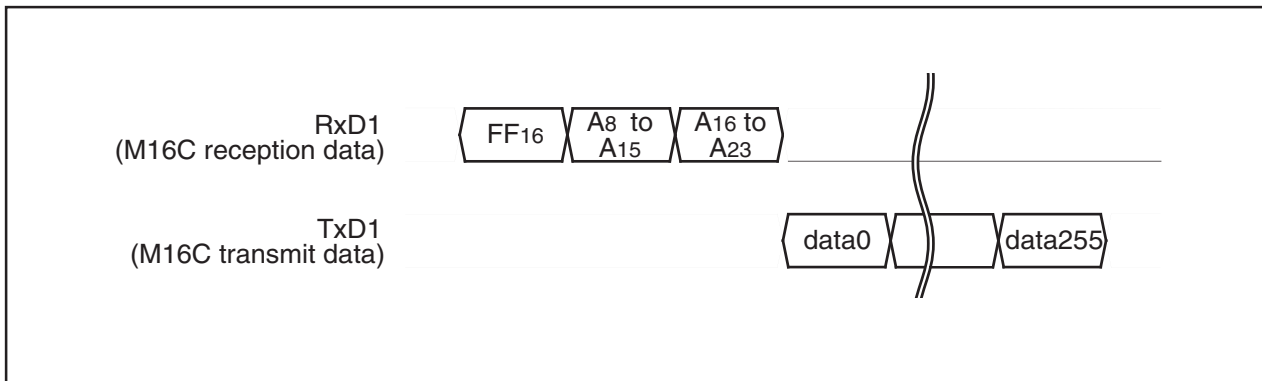 RxD1
(M16C reception data)
FF16
A8 to
A15
A16 to
A23
TxD1
(M16C transmit data)
data0
data255